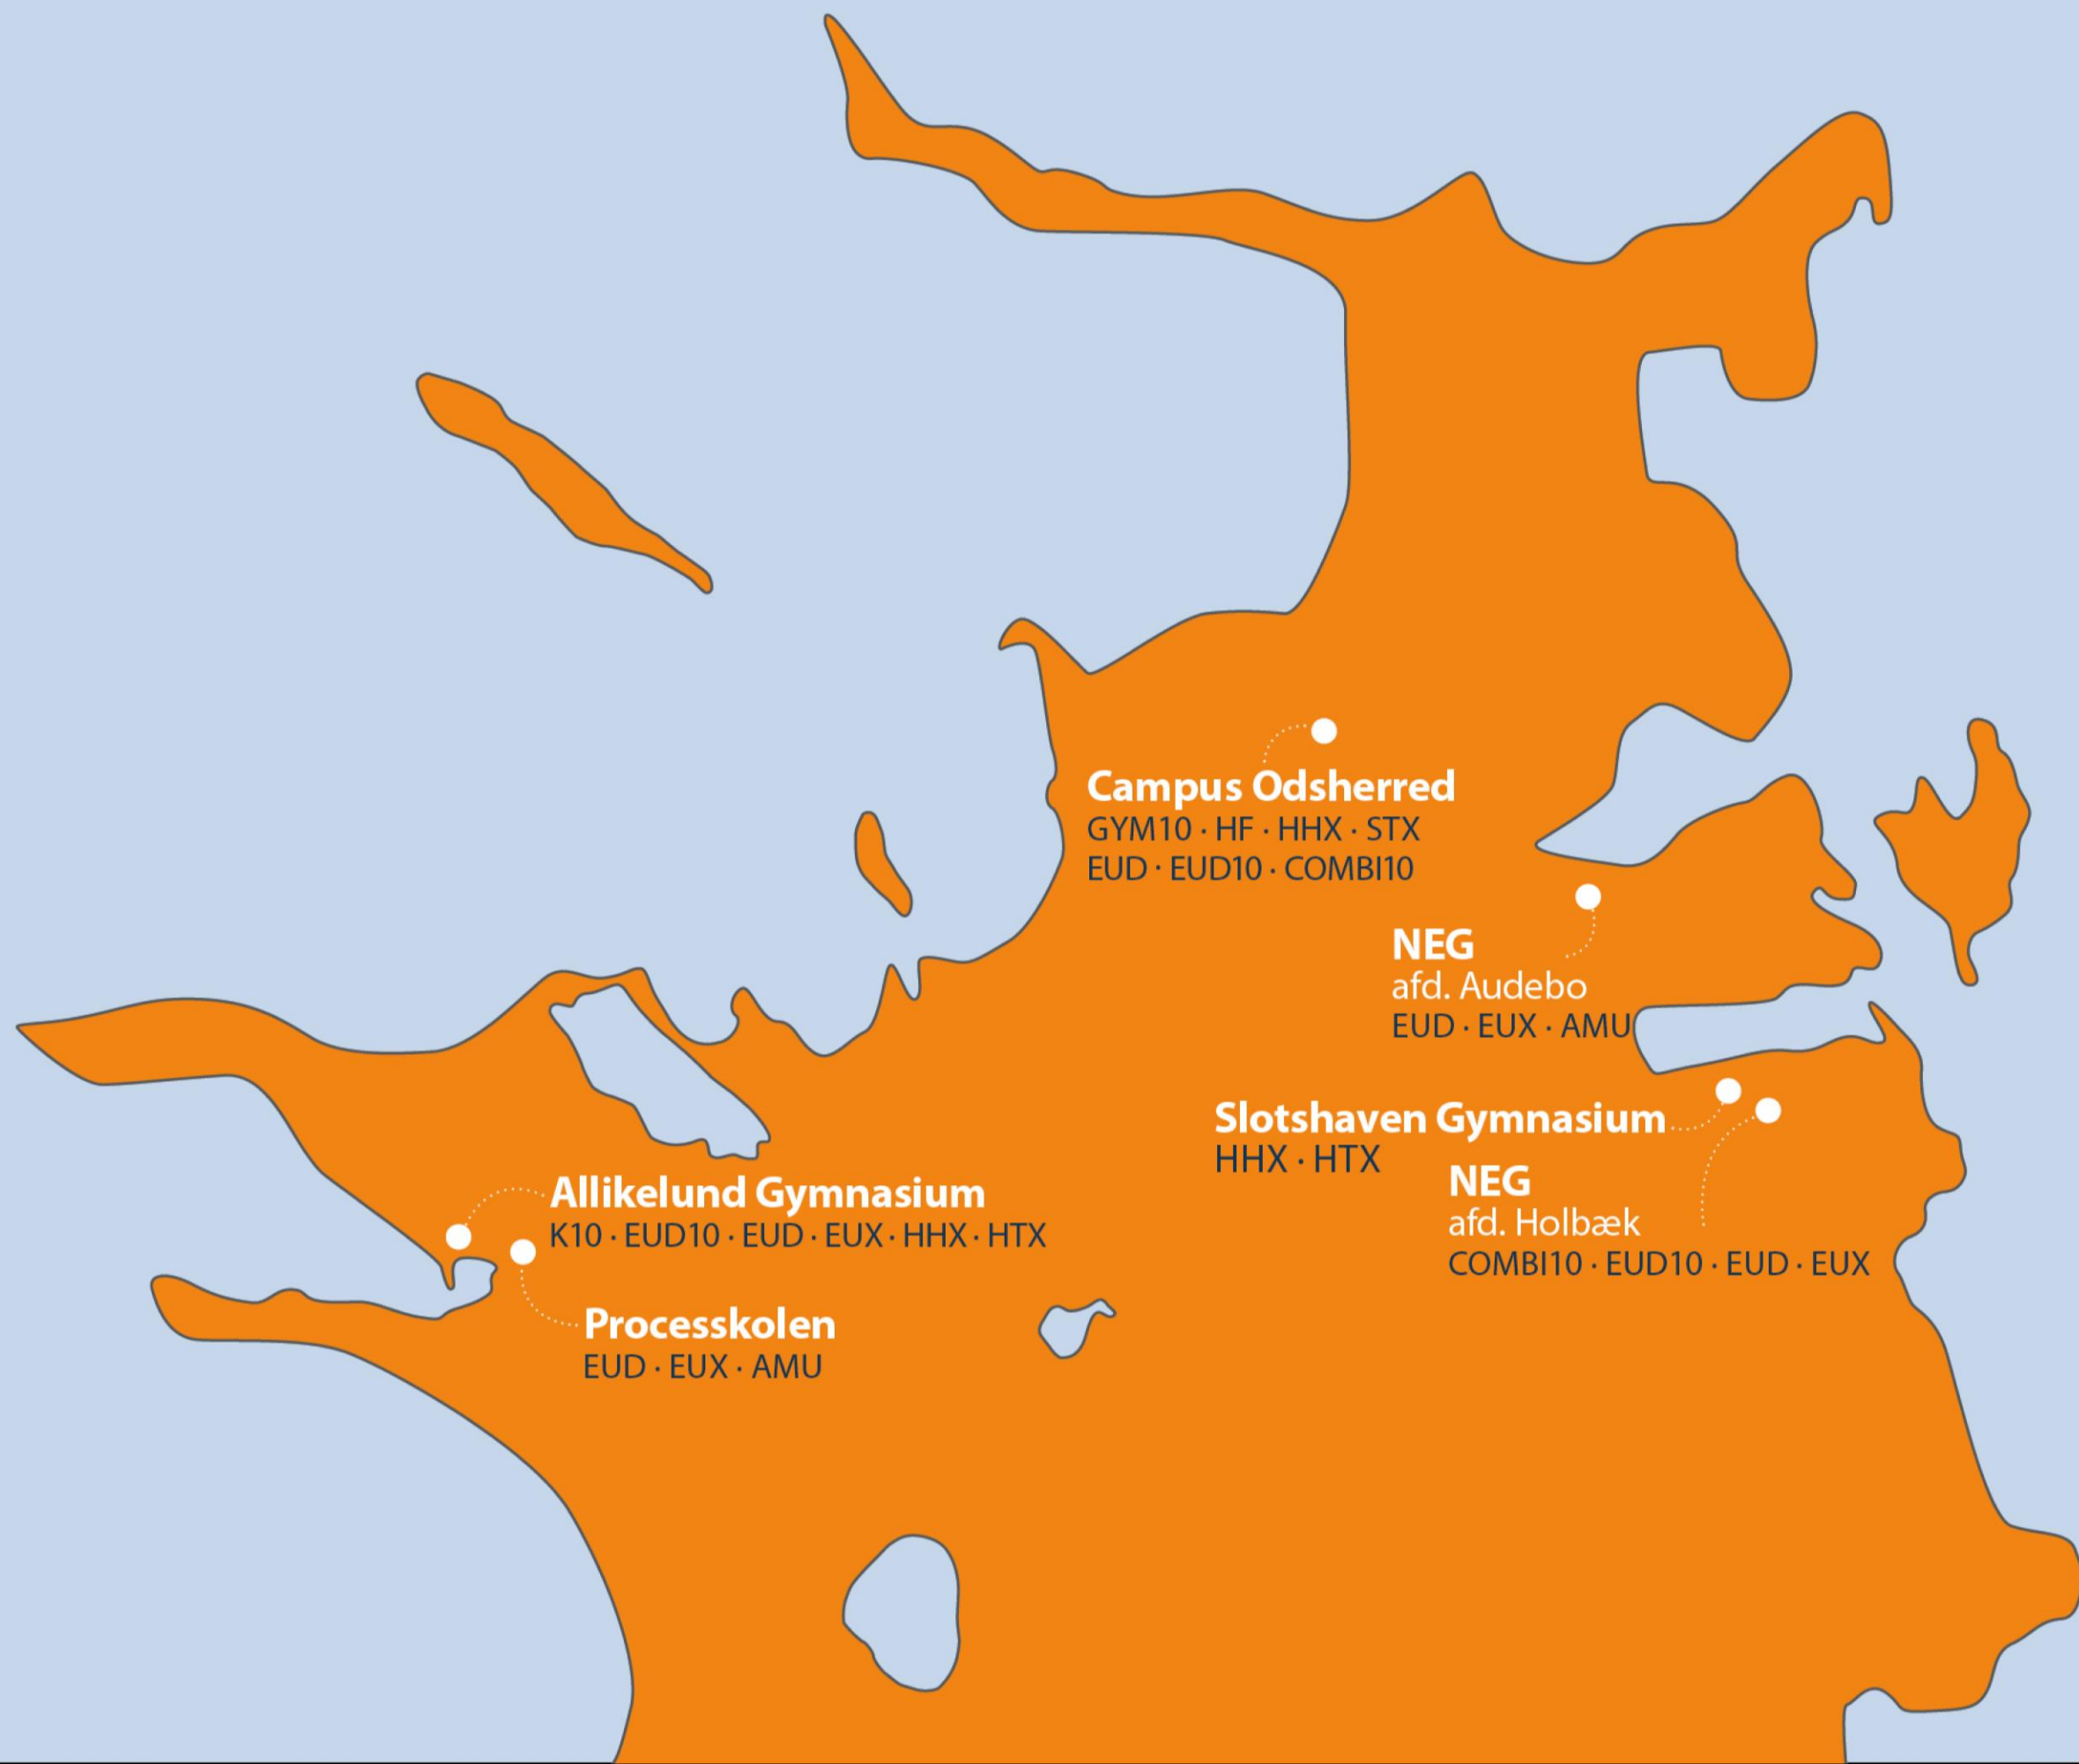 Campus Odsherred
GYM10 · HF · HHX · STX
EUD · EUD10 · COMBI10
NEG
afd. Audebo
EUD · EUX · AMU
Slotshaven Gymnasium
HHX · HTX
NEG
afd. Holbæk
COMBI10 · EUD10 · EUD · EUX
Allikelund Gymnasium
K10 · EUD10 · EUD · EUX · HHX · HTX
Processkolen
EUD · EUX · AMU